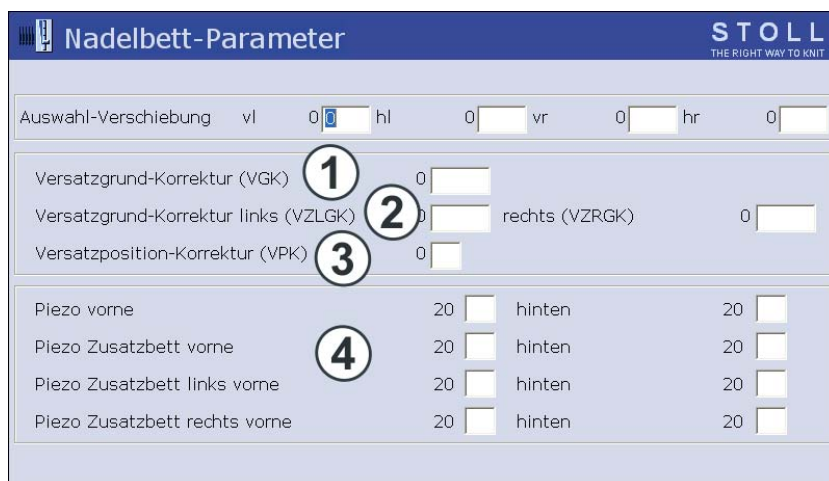 Nadelbett-Parameter
STOLL
THE RIGHT WAY TO KNIT
Auswahl-Verschiebung vl 0 0 hl 0 vr 0 hr 0
Versatzgrund-Korrektur (VGK) 1 0
Versatzgrund-Korrektur links (VZLGK) 2 0 rechts (VZRGK) 0
Versatzposition-Korrektur (VPK) 3 0
Piezo vorne 20 hinten 20
Piezo Zusatzbett vorne 4 20 hinten 20
Piezo Zusatzbett links vorne 20 hinten 20
Piezo Zusatzbett rechts vorne 20 hinten 20